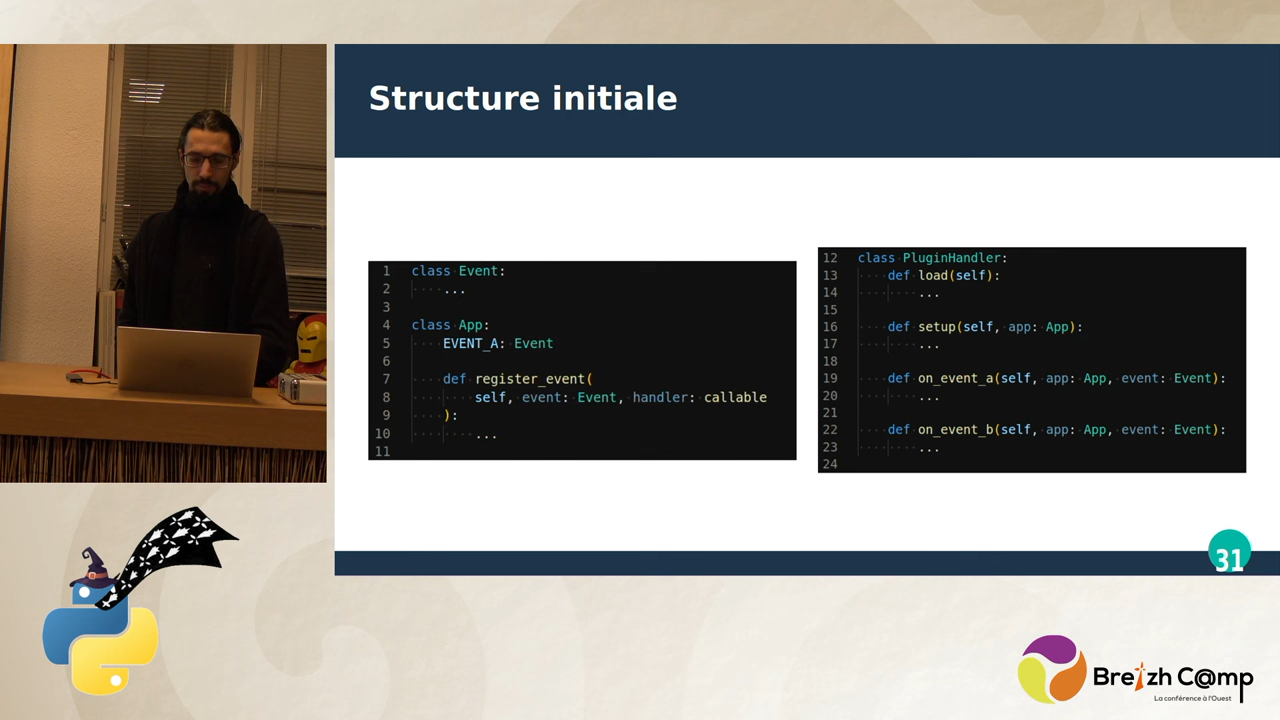 Structure initiale
1 class Event:
2 ...
3
4 class App:
5 EVENT_A: Event
6
7 def register_event(
8 self, event: Event, handler: callable
9 ):
10 ...
11
12 class PluginHandler:
13 def load(self):
14 ...
15
16 def setup(self, app: App):
17 ...
18
19 def on_event_a(self, app: App, event: Event):
20 ...
21
22 def on_event_b(self, app: App, event: Event):
23 ...
24
31
Breizh C@mp
La conférence à l'Ouest